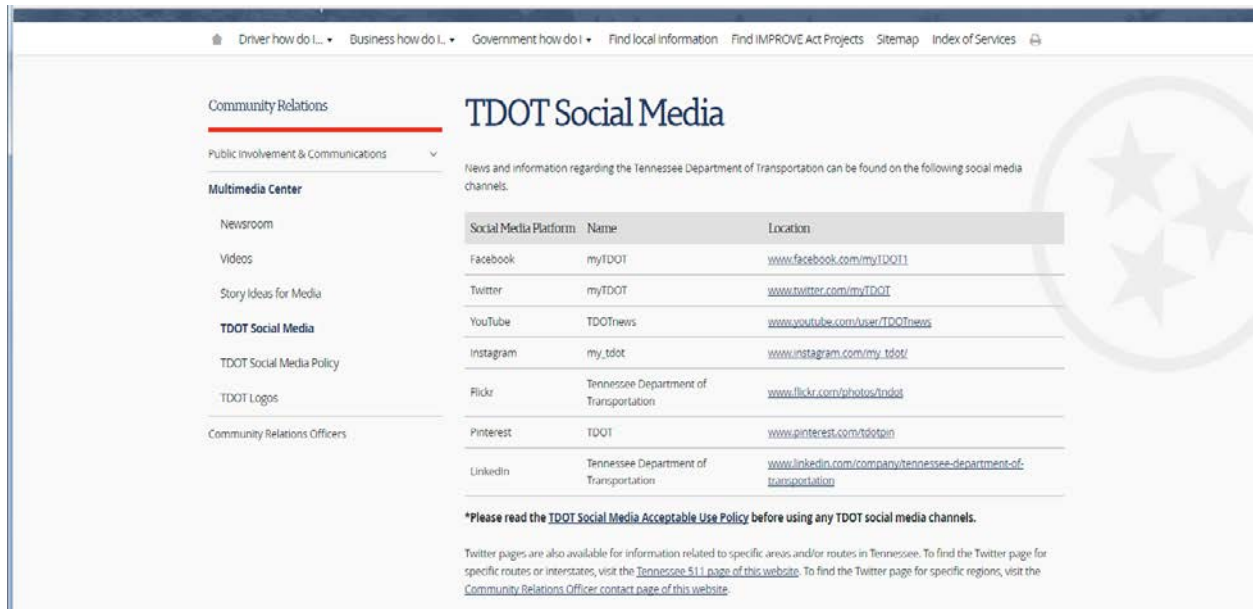 Driver how do I... Business how do I.. Government how do I Find local information Find IMPROVE Act Projects Sitemap Index of Services
Community Relations
Public Involvement & Communications
Multimedia Center
Newsroom
Videos
Story Ideas for Media
TDOT Social Media
TDOT Social Media Policy
TDOT Logos
Community Relations Officers
TDOT Social Media
News and information regarding the Tennessee Department of Transportation can be found on the following social media
channels.
Social Media Platform Name Location
Facebook myTDOT www.facebook.com/myTDOT1
Twitter myTDOT www.twitter.com/myTDOT
YouTube TDOTnews www.youtube.com/user/TDOTnews
Instagram my_tdot www.instagram.com/my_tdot/
Flickr Tennessee Department of
Transportation www.flickr.com/photos/tndot
Pinterest TDOT www.pinterest.com/tdotpin
LinkedIn Tennessee Department of
Transportation www.linkedin.com/company/tennessee-department-of-
transportation
*Please read the TDOT Social Media Acceptable Use Policy before using any TDOT social media channels.
Twitter pages are also available for information related to specific areas and/or routes in Tennessee. To find the Twitter page for
specific routes or interstates, visit the Tennessee 511 page of this website. To find the Twitter page for specific regions, visit the
Community Relations Officer contact page of this website.